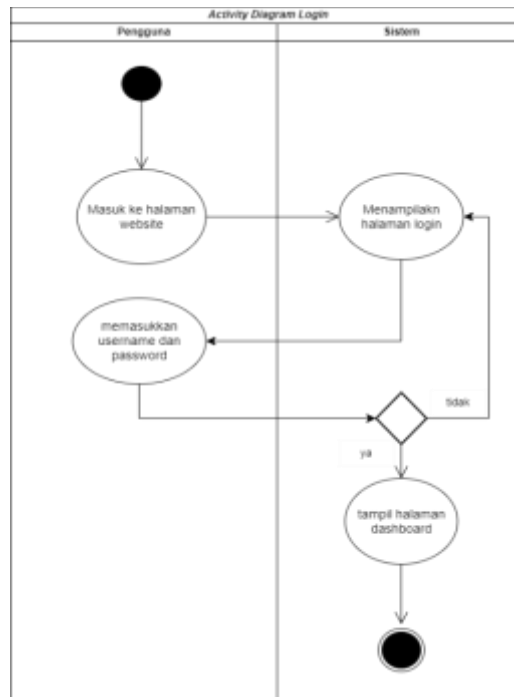 Activity Diagram Login
Pengguna
Sistem
Masuk ke halaman
website
Menampilakn
halaman login
memasukkan
username dan
password
tidak
ya
tampil halaman
dashboard